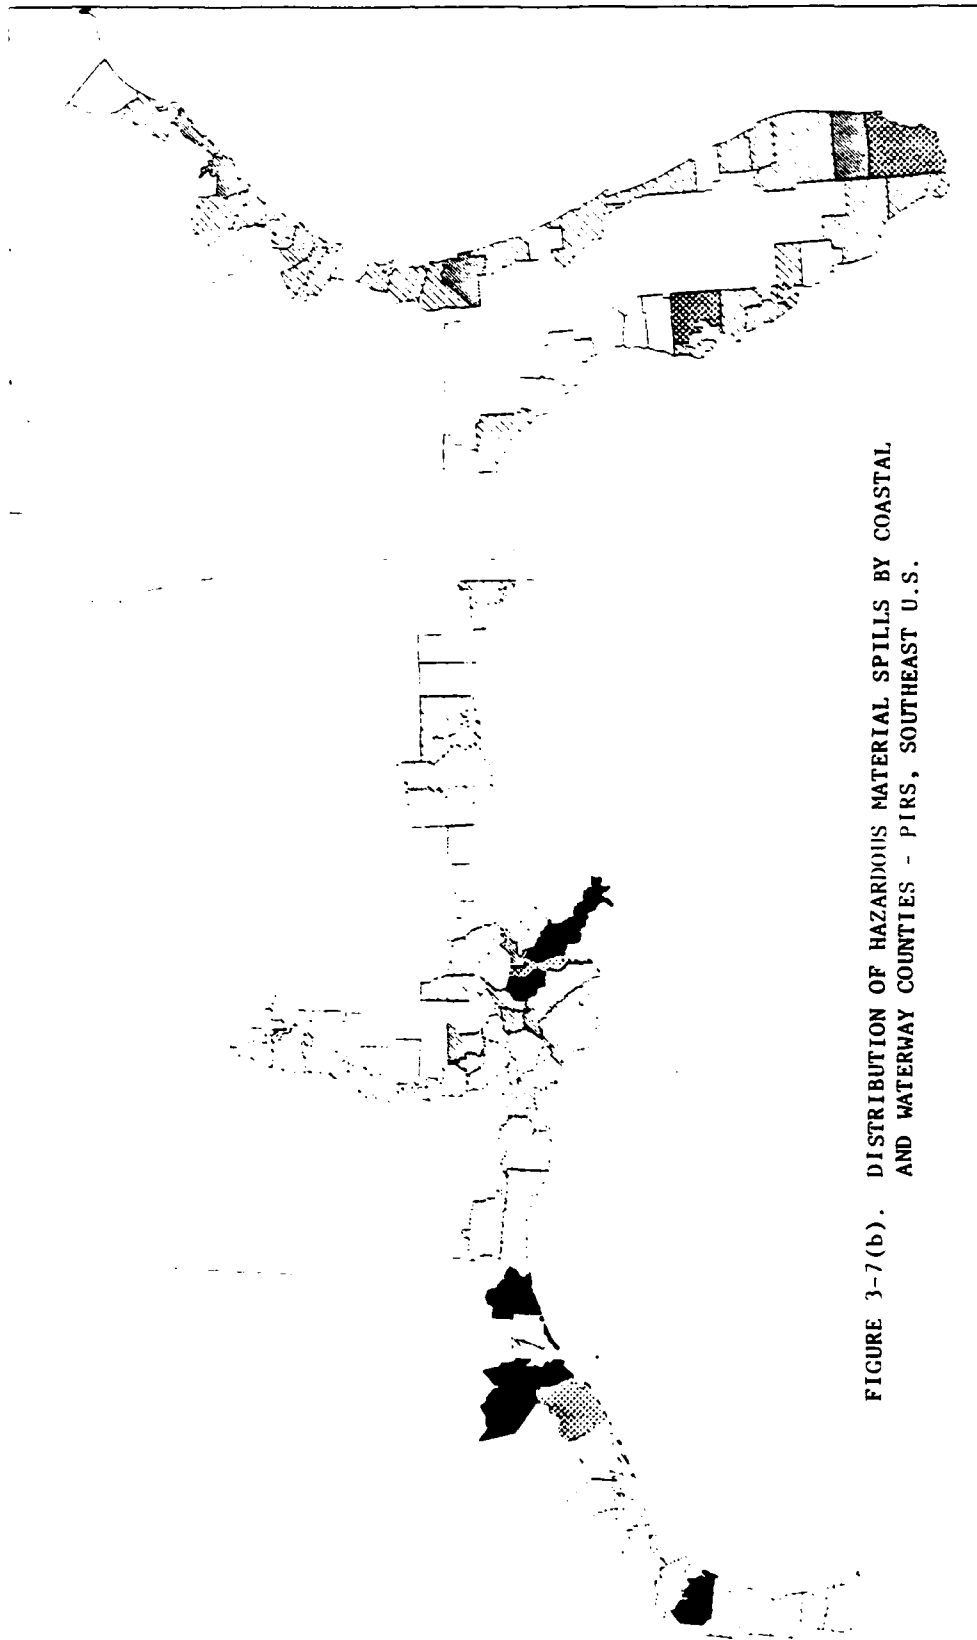 FIGURE 3-7(b). DISTRIBUTION OF HAZARDOUS MATERIAL SPILLS BY COASTAL
AND WATERWAY COUNTIES - PIRS, SOUTHEAST U.S.